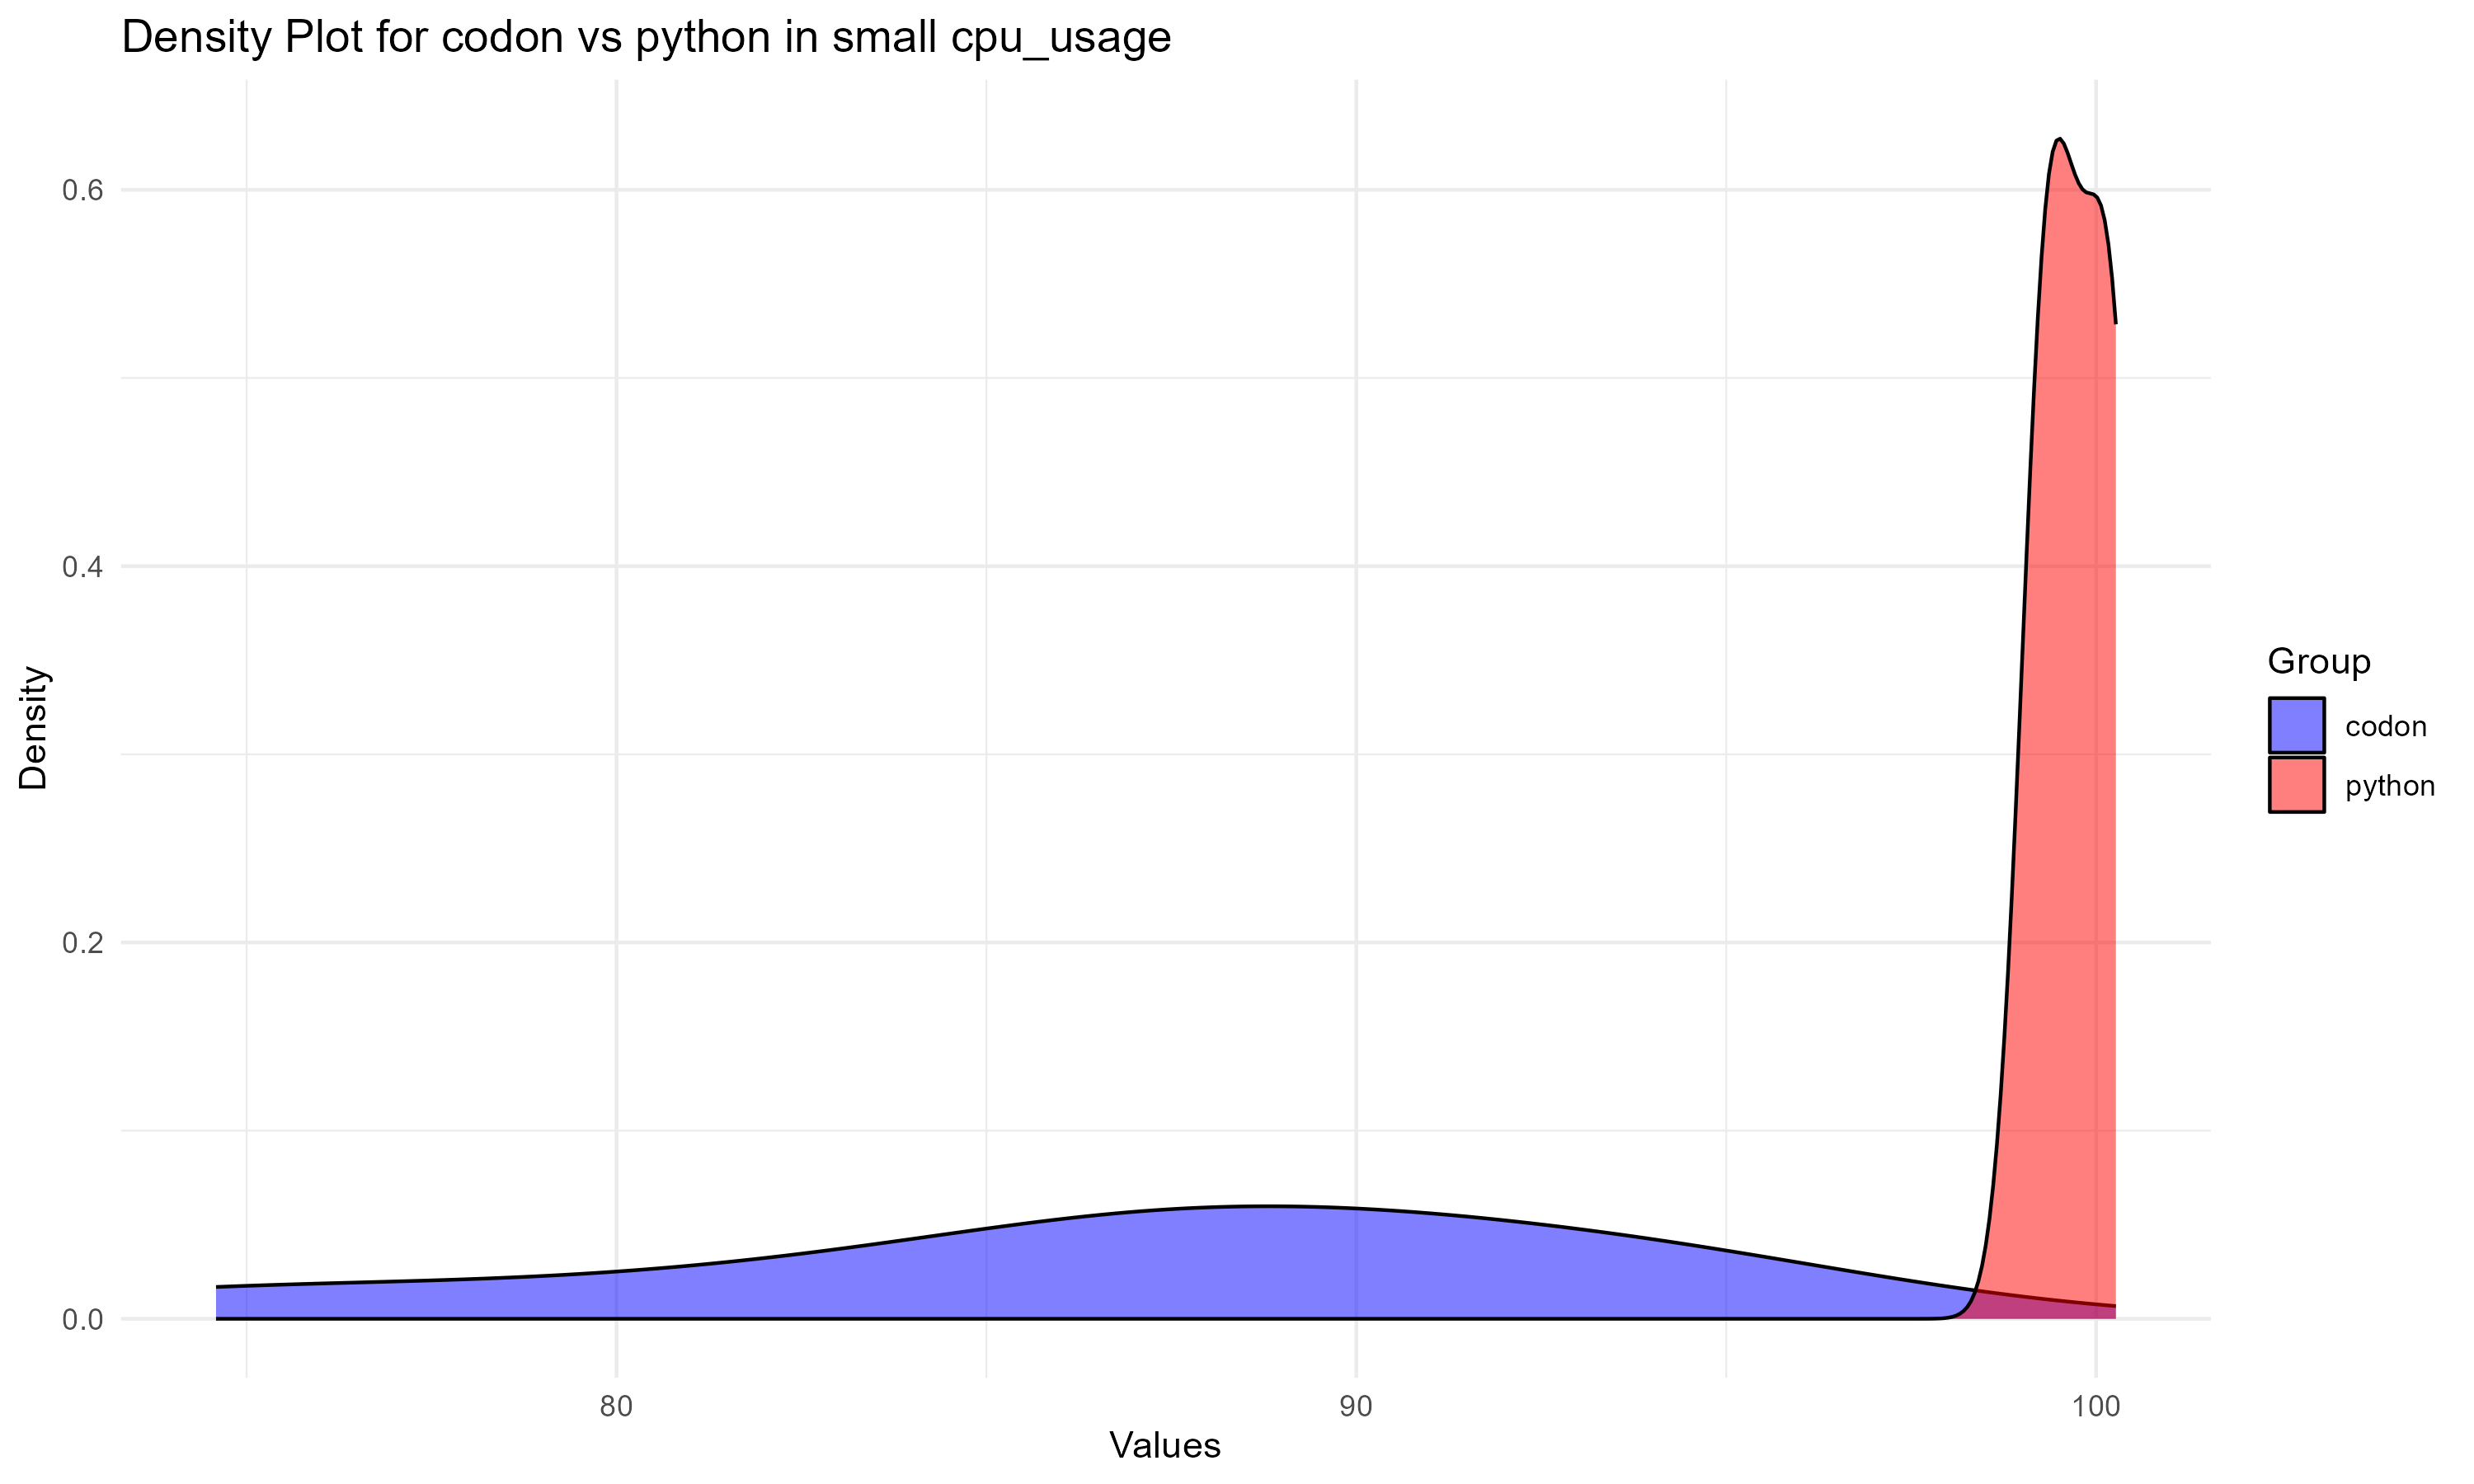 Density Plot for codon vs python in small cpu_usage
0.6
0.4
0.2
0.0
Density
80
90
100
Values
Group
codon
python